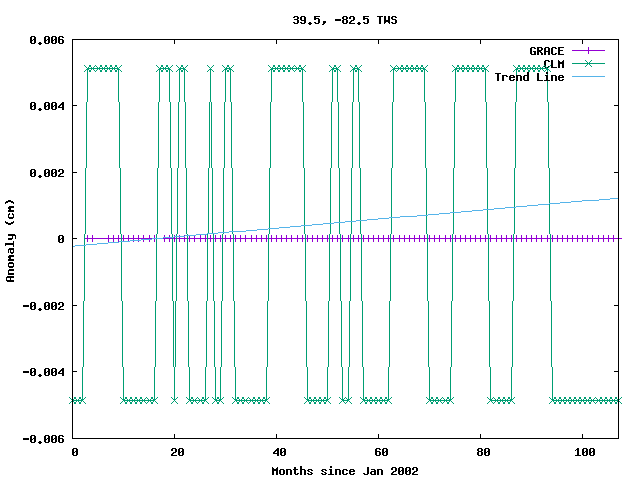 39.5, -82.5 TWS
0.006
GRACE
CLM
Trend Line
0.004
0.002
0
-0.002
-0.004
-0.006
Anomaly (cm)
0 20 40 60 80 100
Months since Jan 2002